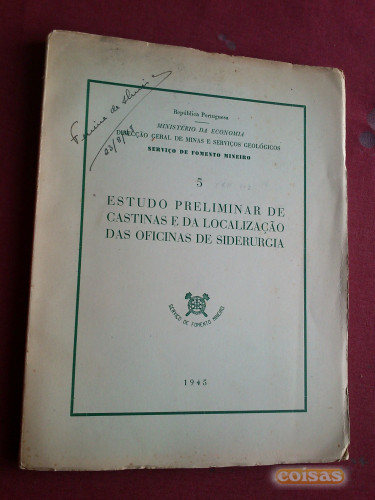 República Portuguesa
MINISTÉRIO DA ECONOMIA
DIRECÇÃO GERAL DE MINAS E SERVIÇOS GEOLÓGICOS
SERVIÇO DE FOMENTO MINEIRO
5
ESTUDO PRELIMINAR DE
CASTINAS E DA LOCALIZAÇÃO
DAS OFICINAS DE SIDERURGIA
SERVIÇO DE FOMENTO MINEIRO
1945
coisas